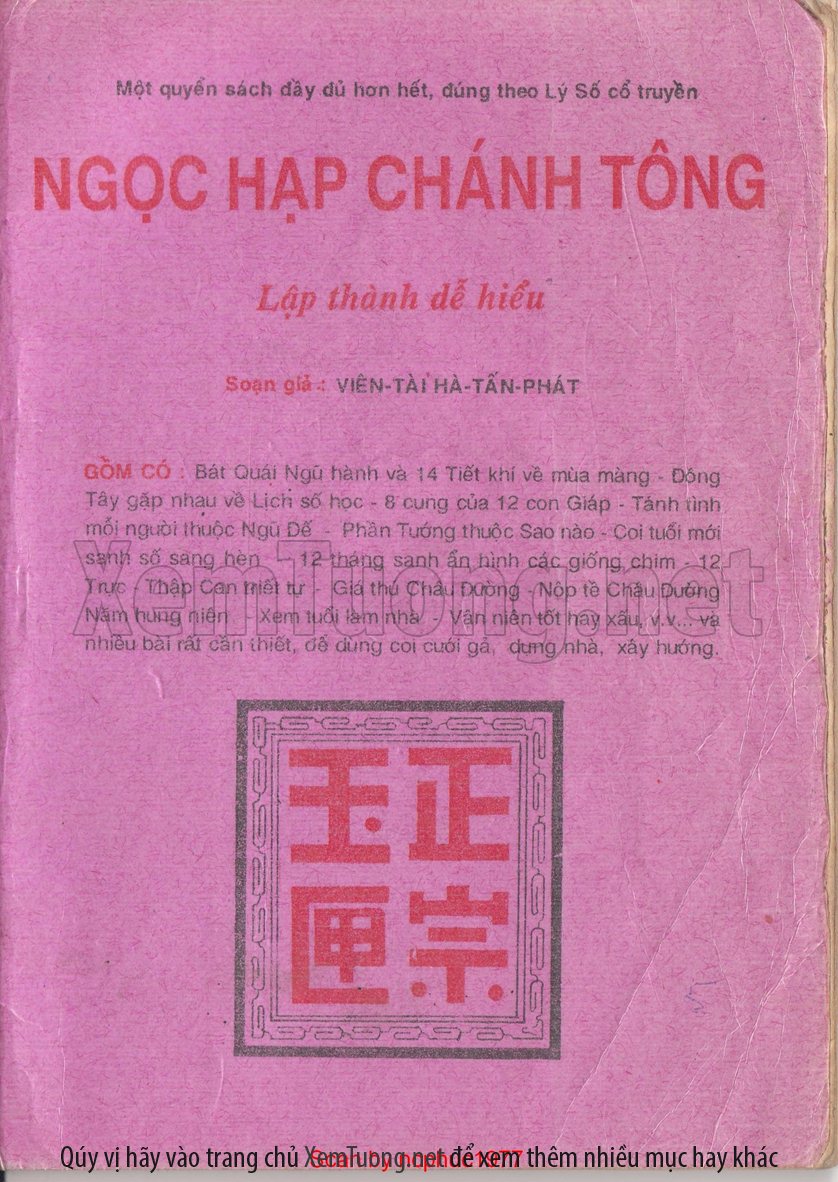 Một quyển sách đầy đủ hơn hết, đúng theo Lý Số cổ truyền
NGỌC HẠP CHÁNH TÔNG
Lập thành dễ hiểu
Soạn giả : VIÊN-TÀI HÀ-TẤN-PHÁT
GỒM CÓ : Bát Quái Ngũ hành và 14 Tiết khí về mùa màng - Đông
Tây gặp nhau về Lịch số học - 8 cung của 12 con Giáp - Tánh tình
mỗi người thuộc Ngũ Đế - Phần Tướng thuộc Sao nào - Coi tuổi mới
sanh số sang hèn - 12 tháng sanh ẩn hình các giống chim - 12
Trực - Thập Can triết tự - Giá thú Châu Đường - Nộp tề Châu Đường
Năm hung niên Xem tuổi làm nhà Vận niên tốt hay xấu, v.v... và
nhiều bài rất cần thiết, để dùng coi cưới gả, dựng nhà, xây hướng.
XemTuong.net
玉正
匣宗
Qúy vị hãy vào trang chủ XemTuong.net để xem thêm nhiều mục hay khác
Scan by
1977